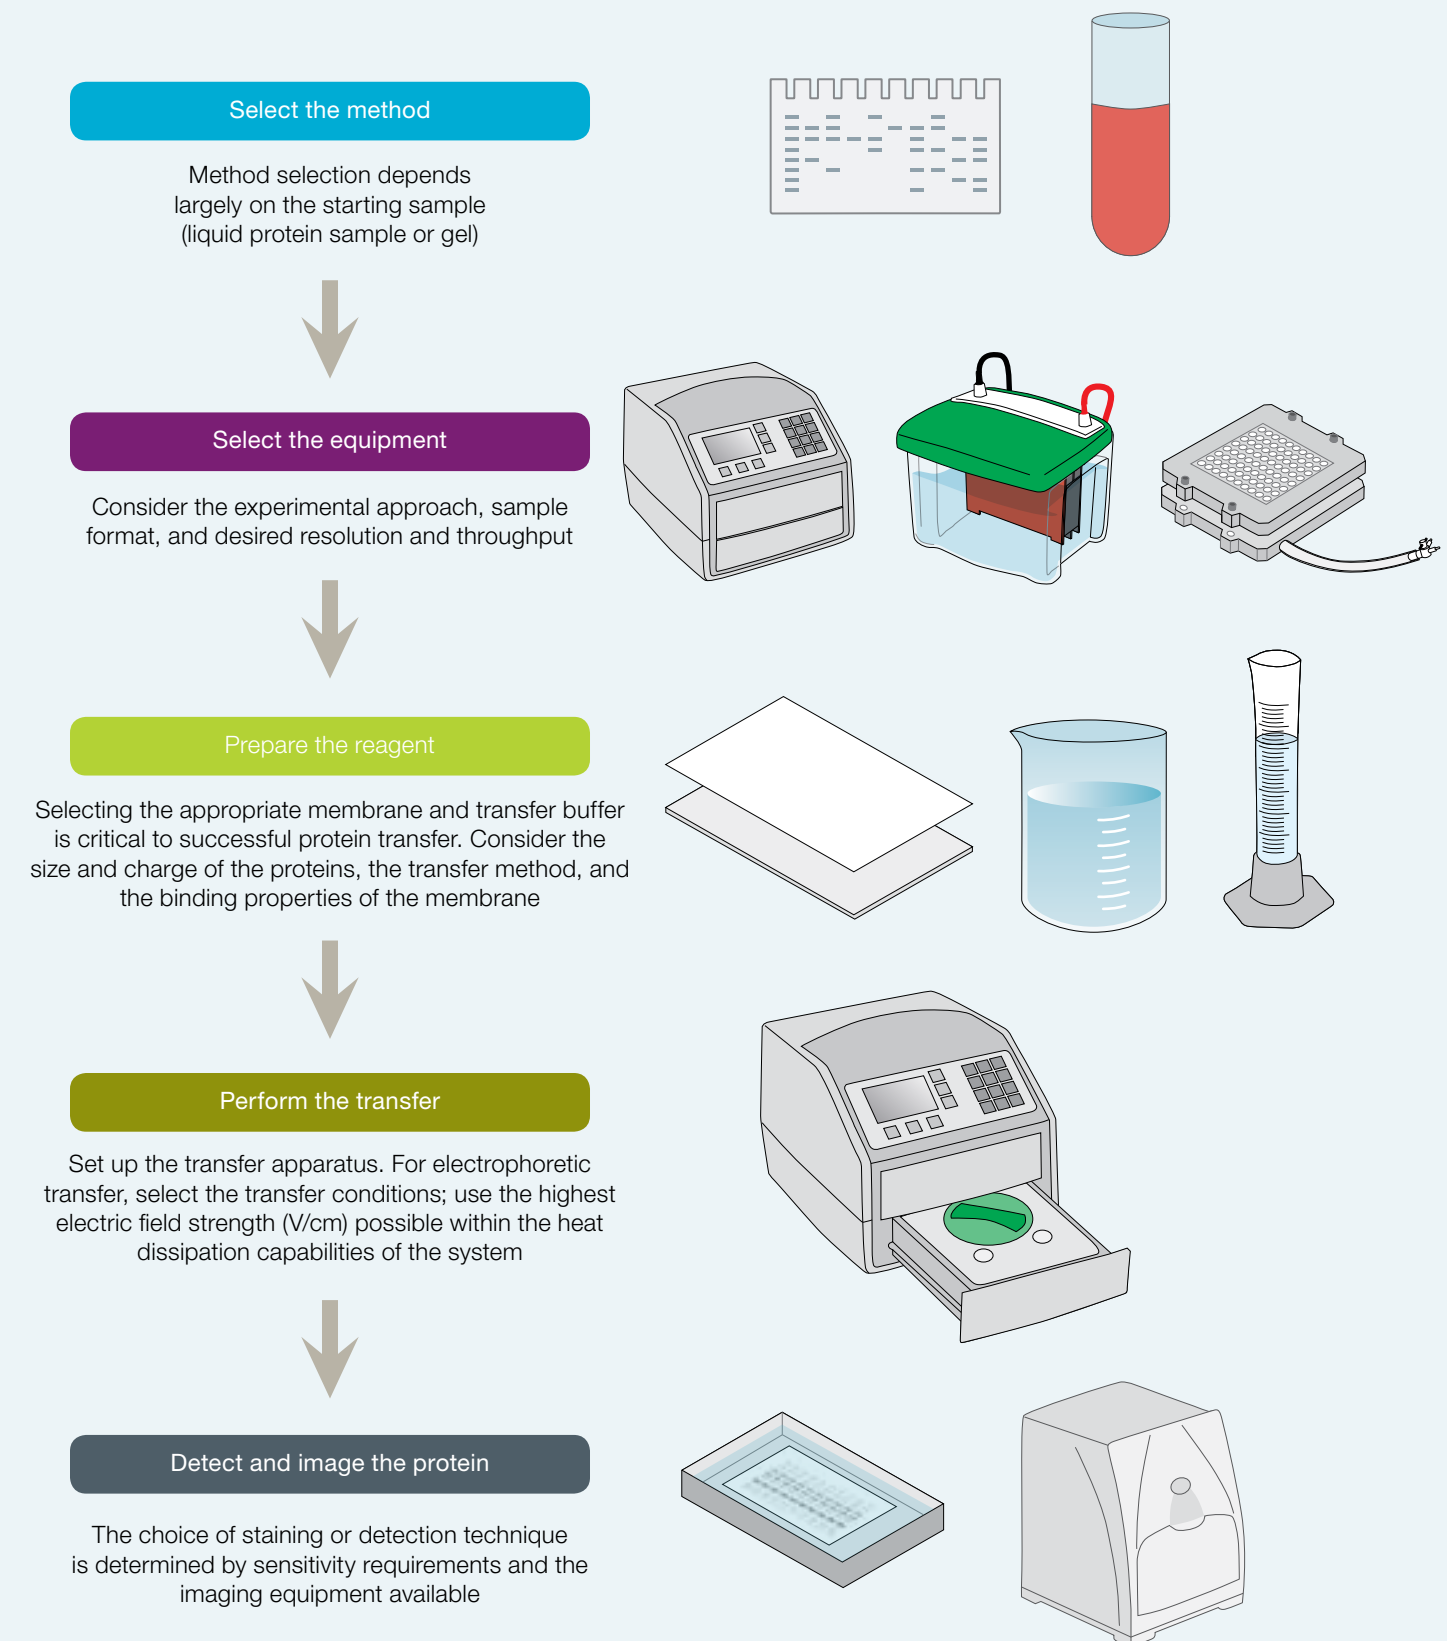 Select the method
Method selection depends
largely on the starting sample
(liquid protein sample or gel)
Select the equipment
Consider the experimental approach, sample
format, and desired resolution and throughput
Prepare the reagent
Selecting the appropriate membrane and transfer buffer
is critical to successful protein transfer. Consider the
size and charge of the proteins, the transfer method, and
the binding properties of the membrane
Perform the transfer
Set up the transfer apparatus. For electrophoretic
transfer, select the transfer conditions; use the highest
electric field strength (V/cm) possible within the heat
dissipation capabilities of the system
Detect and image the protein
The choice of staining or detection technique
is determined by sensitivity requirements and the
imaging equipment available